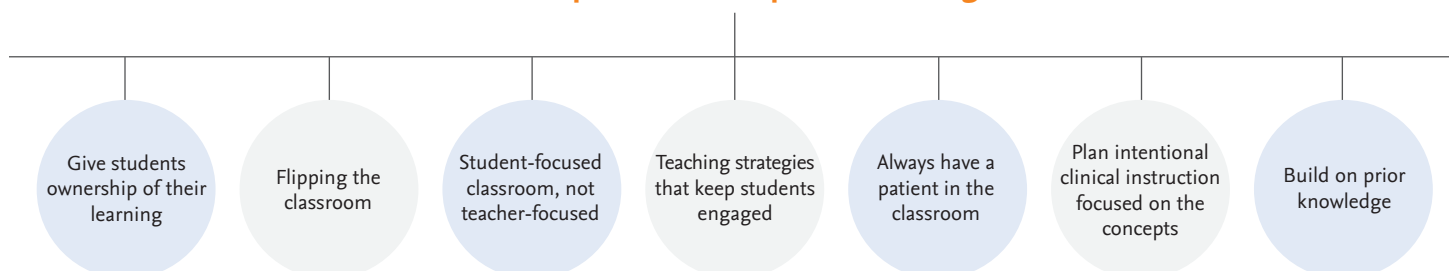 Give students
ownership of their
learning
Flipping the
classroom
Student-focused
classroom, not
teacher-focused
Teaching strategies
that keep students
engaged
Always have a
patient in the
classroom
Plan intentional
clinical instruction
focused on the
concepts
Build on prior
knowledge